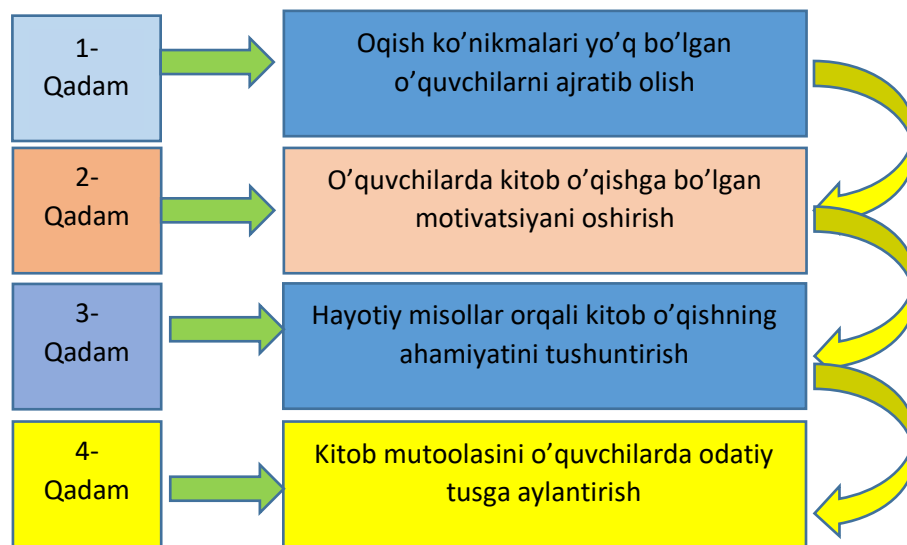 1-
Qadam
Oqish ko’nikmalari yo’q bo’lgan
o’quvchilarni ajratib olish
2-
Qadam
O’quvchilarda kitob o’qishga bo’lgan
motivatsiyani oshirish
3-
Qadam
Hayotiy misollar orqali kitob o’qishning
ahamiyatini tushuntirish
4-
Qadam
Kitob mutoolasini o’quvchilarda odatiy
tusga aylantirish